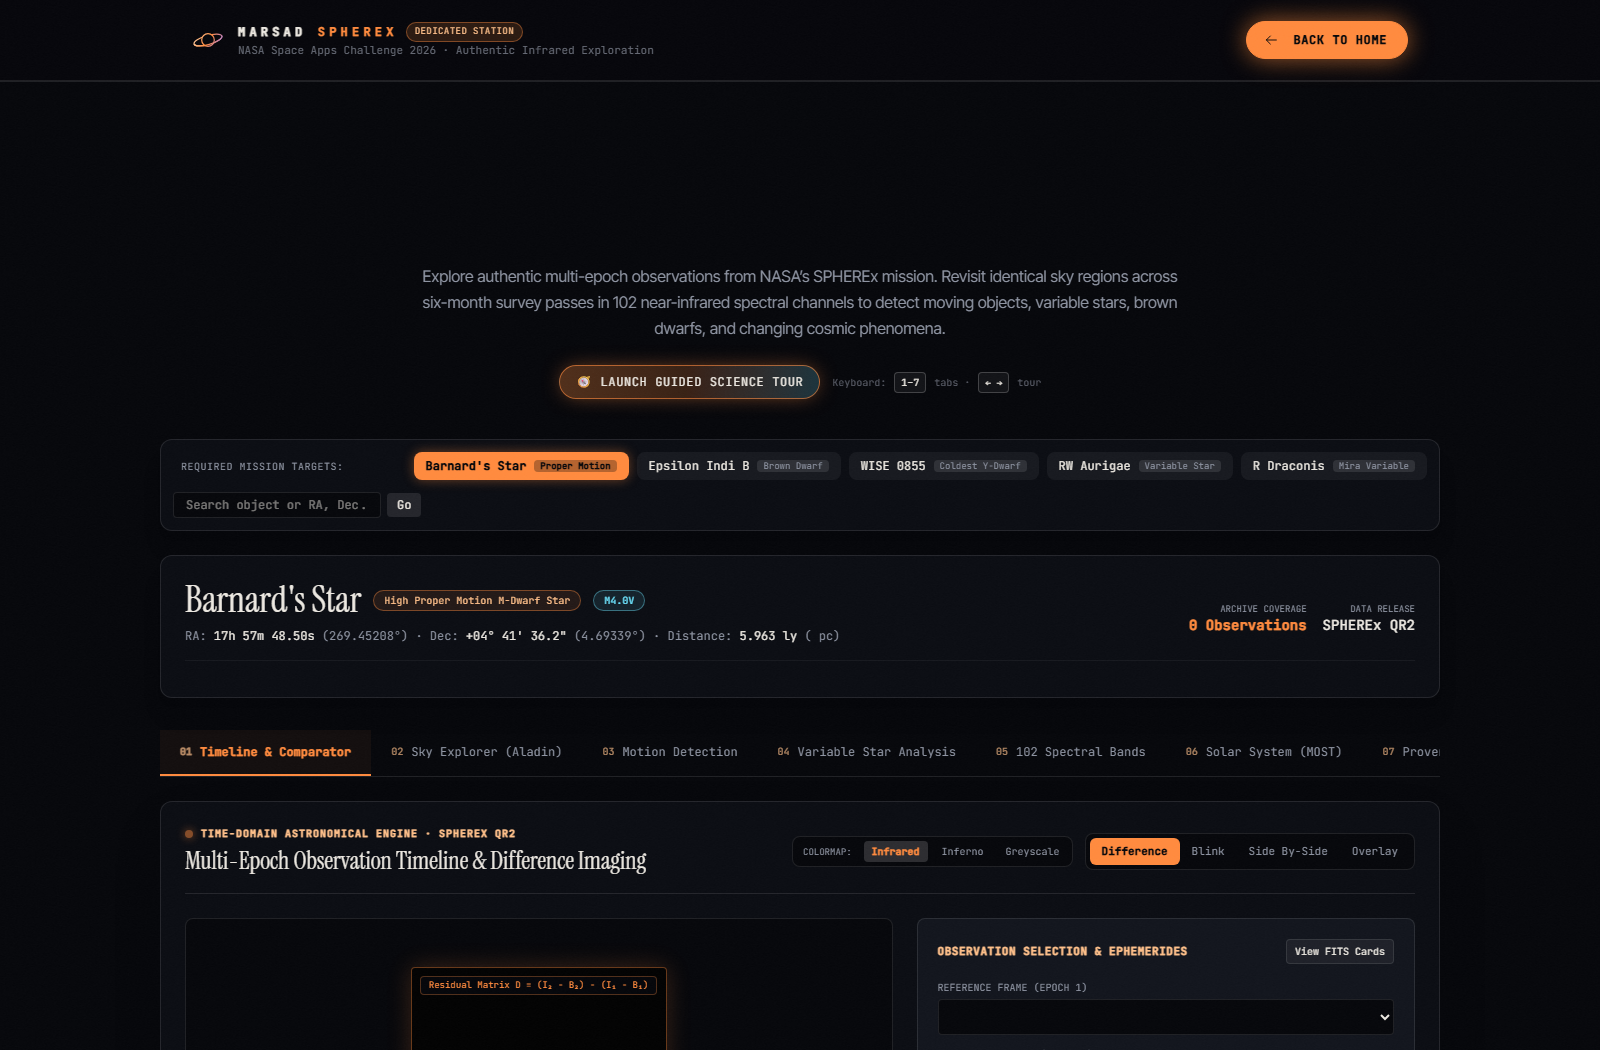 MARSAD SPHEREX DEDICATED STATION
NASA Space Apps Challenge 2026 · Authentic Infrared Exploration
← BACK TO HOME
Explore authentic multi-epoch observations from NASA's SPHEREx mission. Revisit identical sky regions across
six-month survey passes in 102 near-infrared spectral channels to detect moving objects, variable stars, brown
dwarfs, and changing cosmic phenomena.
LAUNCH GUIDED SCIENCE TOUR Keyboard: 1–7 tabs · ← → tour
REQUIRED MISSION TARGETS: Barnard's Star Proper Motion Epsilon Indi B Brown Dwarf WISE 0855 Coldest Y-Dwarf RW Aurigae Variable Star R Draconis Mira Variable
Search object or RA, Dec. Go
Barnard's Star High Proper Motion M-Dwarf Star M4.0V
RA: 17h 57m 48.50s (269.45208°) · Dec: +04° 41' 36.2" (4.69339°) · Distance: 5.963 ly ( pc)
ARCHIVE COVERAGE DATA RELEASE
0 Observations SPHEREx QR2
01 Timeline & Comparator 02 Sky Explorer (Aladin) 03 Motion Detection 04 Variable Star Analysis 05 102 Spectral Bands 06 Solar System (MOST) 07 Prove
TIME-DOMAIN ASTRONOMICAL ENGINE · SPHEREX QR2
Multi-Epoch Observation Timeline & Difference Imaging
COLORMAP: Infrared Inferno Greyscale
Difference Blink Side By-Side Overlay
Residual Matrix D = (I₂ - B₂) - (I₁ - B₁)
OBSERVATION SELECTION & EPHEMERIDES View FITS Cards
REFERENCE FRAME (EPOCH 1)